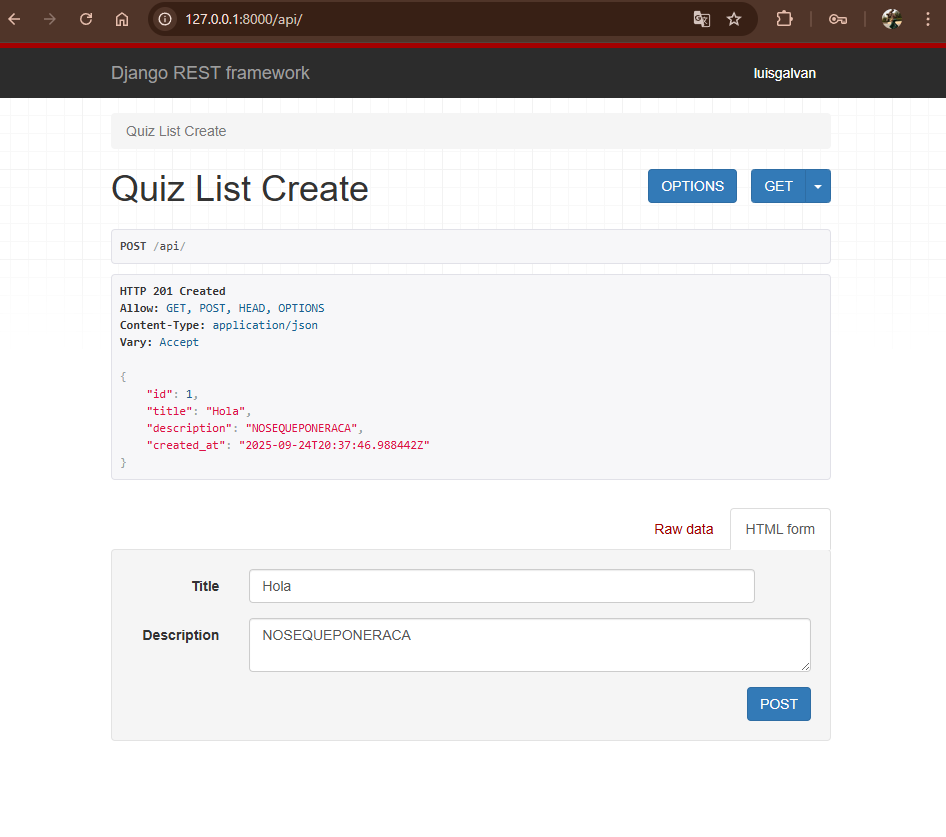 127.0.0.1:8000/api/
Django REST framework
luisgalvan
Quiz List Create
Quiz List Create
OPTIONS
GET
POST /api/
HTTP 201 Created
Allow: GET, POST, HEAD, OPTIONS
Content-Type: application/json
Vary: Accept
{
    "id": 1,
    "title": "Hola",
    "description": "NOSEQUEPONERACA",
    "created_at": "2025-09-24T20:37:46.988442Z"
}
Raw data
HTML form
Title
Hola
Description
NOSEQUEPONERACA
POST